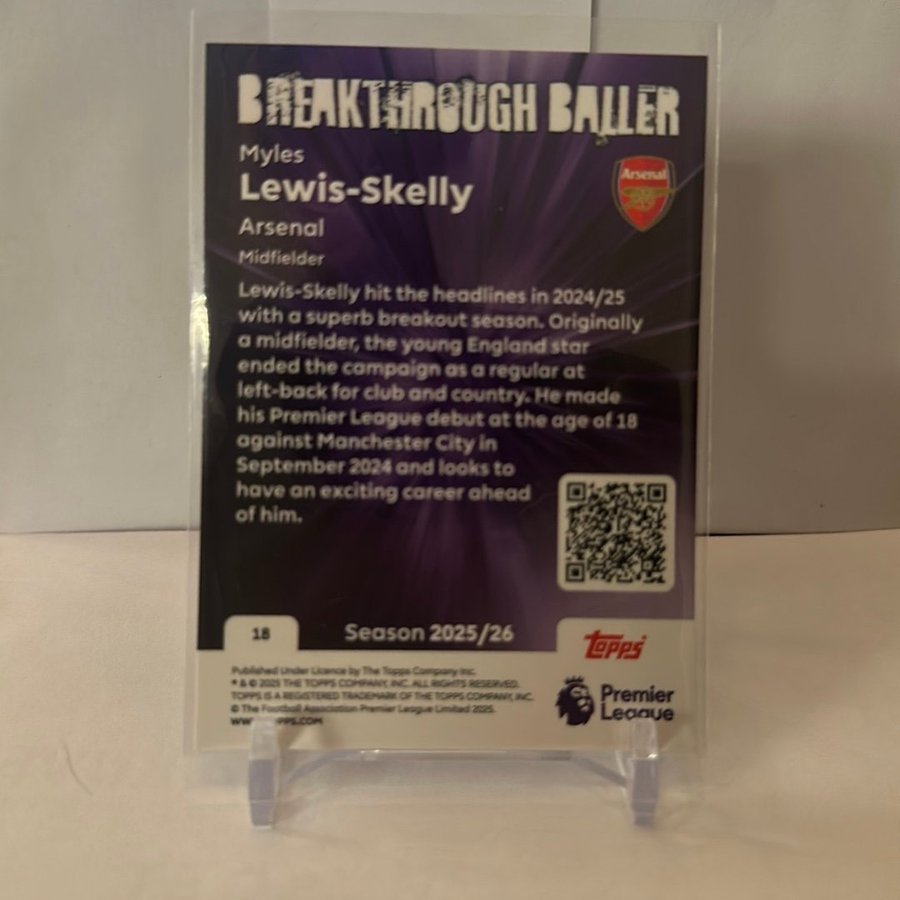 BREAKTHROUGH BALLER
Myles
Lewis-Skelly
Arsenal
Arsenal
Midfielder
Lewis-Skelly hit the headlines in 2024/25
with a superb breakout season. Originally
a midfielder, the young England star
ended the campaign as a regular at
left-back for club and country. He made
his Premier League debut at the age of 18
against Manchester City in
September 2024 and looks to
have an exciting career ahead
of him.
18
Season 2025/26
Topps
Published Under Licence by The Topps Company Inc.
® & © 2025 THE TOPPS COMPANY, INC. ALL RIGHTS RESERVED.
TOPPS IS A REGISTERED TRADEMARK OF THE TOPPS COMPANY, INC.
© The Football Association Premier League Limited 2025.
Premier
League